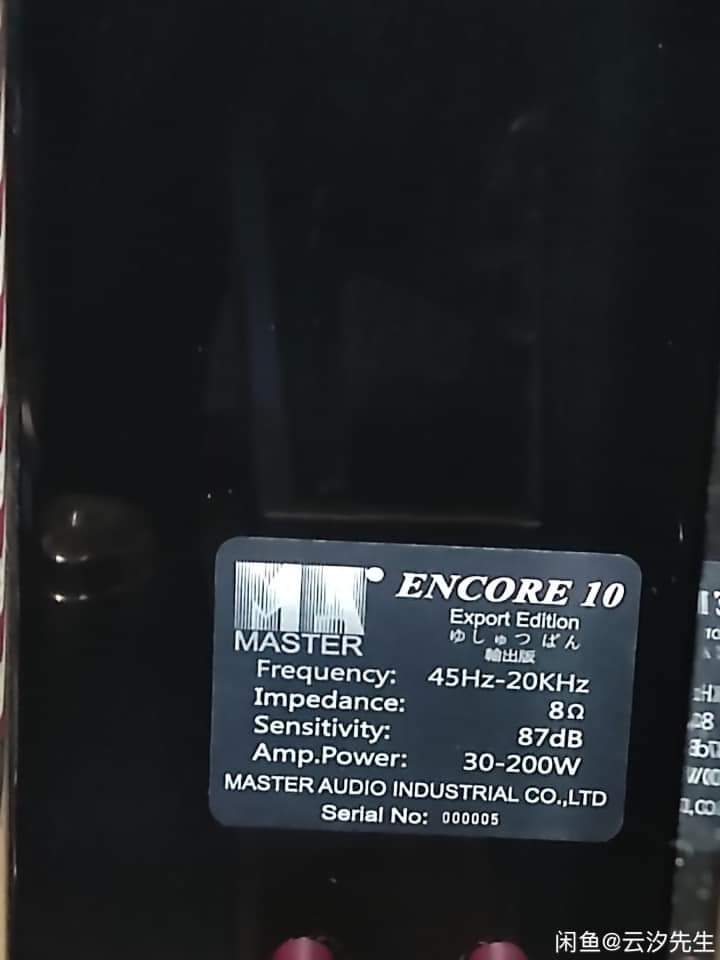 MA
MASTER
ENCORE 10
Export Edition
ゆしゅつ ばん
輸出版
Frequency: 45Hz-20KHz
Impedance: 8Ω
Sensitivity: 87dB
Amp.Power: 30-200W
MASTER AUDIO INDUSTRIAL CO.,LTD
Serial No: 000005
闲鱼@云汐先生